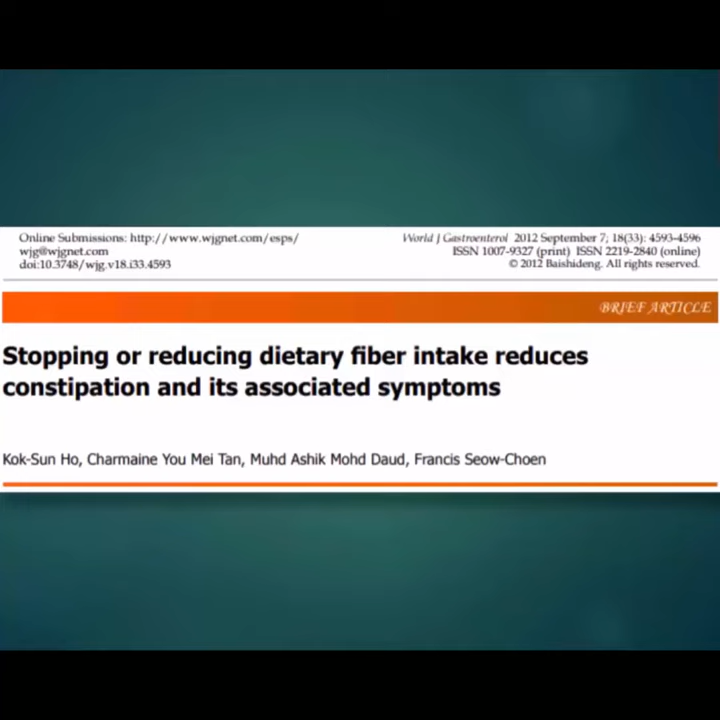 Online Submissions: http://www.wjgnet.com/esps/
wjg@wjgnet.com
doi:10.3748/wjg.v18.i33.4593
World J Gastroenterol 2012 September 7; 18(33): 4593-4596
ISSN 1007-9327 (print) ISSN 2219-2840 (online)
© 2012 Baishideng. All rights reserved.
BRIEF ARTICLE
Stopping or reducing dietary fiber intake reduces
constipation and its associated symptoms
Kok-Sun Ho, Charmaine You Mei Tan, Muhd Ashik Mohd Daud, Francis Seow-Choen